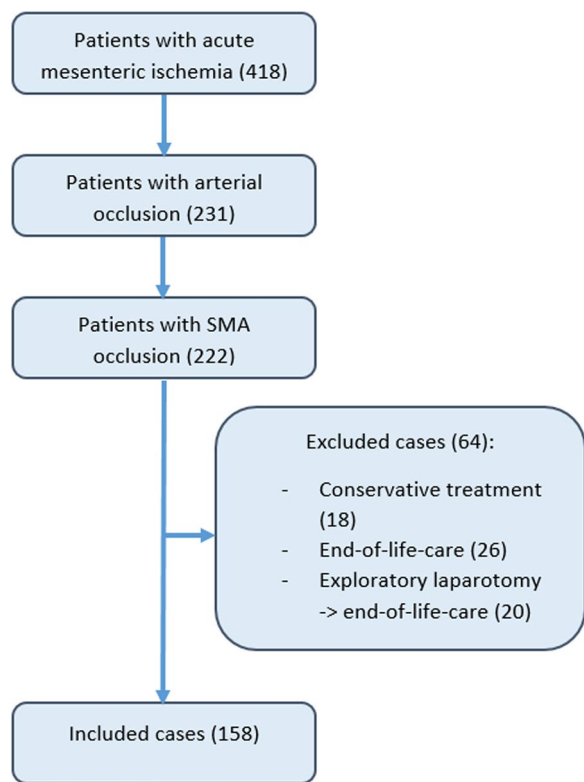 Patients with acute
mesenteric ischemia (418)
Patients with arterial
occlusion (231)
Patients with SMA
occlusion (222)
Excluded cases (64):
- Conservative treatment
(18)
- End-of-life-care (26)
- Exploratory laparotomy
-> end-of-life-care (20)
Included cases (158)